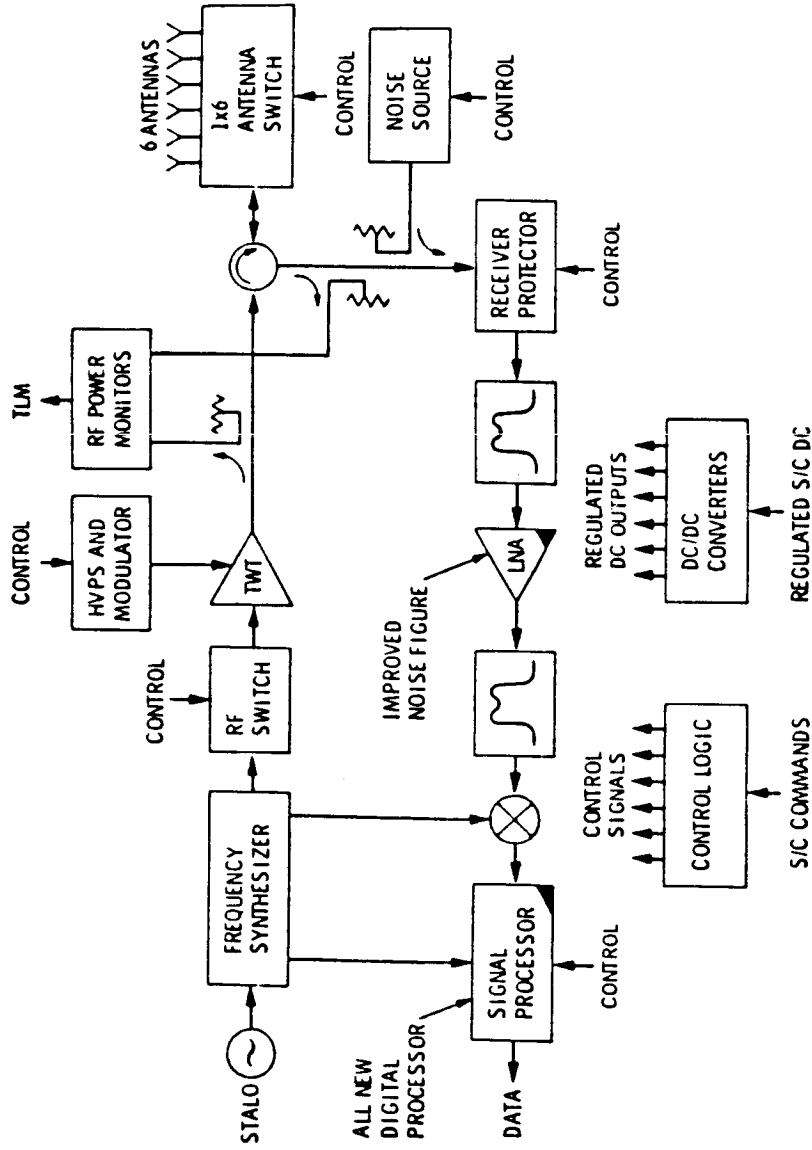 STALO
FREQUENCY
SYNTHESIZER
CONTROL
RF
SWITCH
CONTROL
HVPS AND
MODULATOR
TWT
TLM
RF POWER
MONITORS
6 ANTENNAS
1x6
ANTENNA
SWITCH
CONTROL
NOISE
SOURCE
CONTROL
RECEIVER
PROTECTOR
CONTROL
IMPROVED
NOISE FIGURE
LNA
ALL NEW
DIGITAL
PROCESSOR
SIGNAL
PROCESSOR
DATA
CONTROL
CONTROL
SIGNALS
CONTROL LOGIC
S/C COMMANDS
REGULATED
DC OUTPUTS
DC/DC
CONVERTERS
REGULATED S/C DC